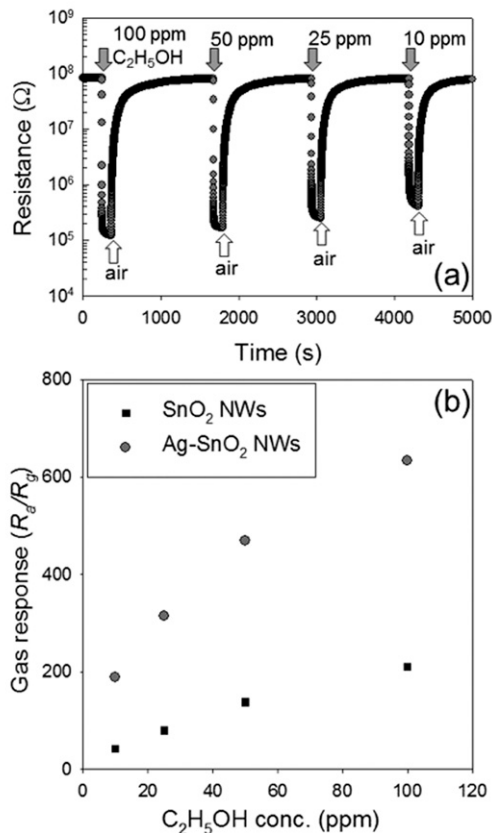 (a)
100 ppm 50 ppm 25 ppm 10 ppm
C₂H₅OH
10⁹
10⁸
10⁷
10⁶
10⁵
10⁴
Resistance (Ω)
air air air air
0 1000 2000 3000 4000 5000
Time (s)
(b)
SnO₂ NWs
Ag-SnO₂ NWs
800
600
400
200
0
Gas response (Rₐ/R_g)
0 20 40 60 80 100 120
C₂H₅OH conc. (ppm)